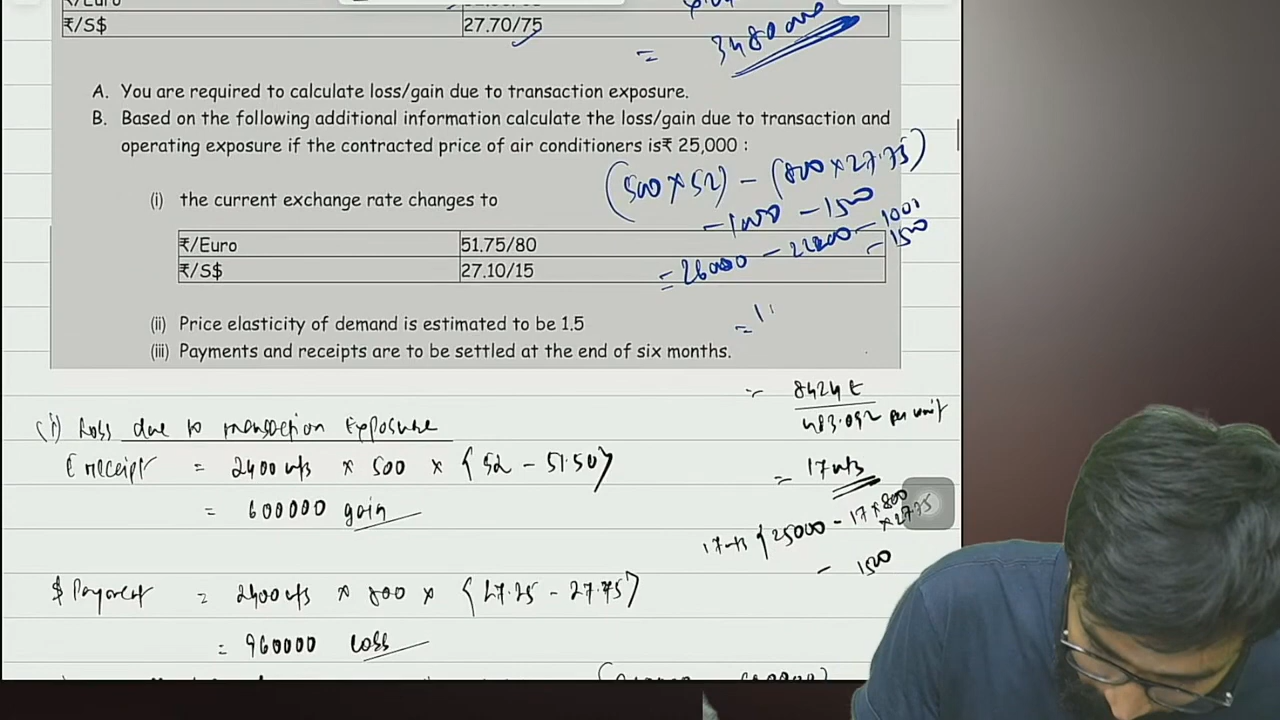 ₹/S$ 27.70/75
= 3480000
A. You are required to calculate loss/gain due to transaction exposure.
B. Based on the following additional information calculate the loss/gain due to transaction and
operating exposure if the contracted price of air conditioners is₹ 25,000 :
(500 × 52) - (800 × 27.75)
- 1000 - 1500
(i) the current exchange rate changes to
= 26000 - 22200 - 1000
- 1500
₹/Euro 51.75/80
₹/S$ 27.10/15
(ii) Price elasticity of demand is estimated to be 1.5
(iii) Payments and receipts are to be settled at the end of six months.
(i) Loss due to transaction Exposure
€ receipt = 2400 uts × 500 × {52 - 51.50}
= 600000 gain
$ Payment = 2400 uts × 800 × {27.25 - 27.75}
= 960000 loss
= 8424 €
483.092 per unit
= 17 uts
17 uts {25000 - 17 × 800
× 27.75
- 1500